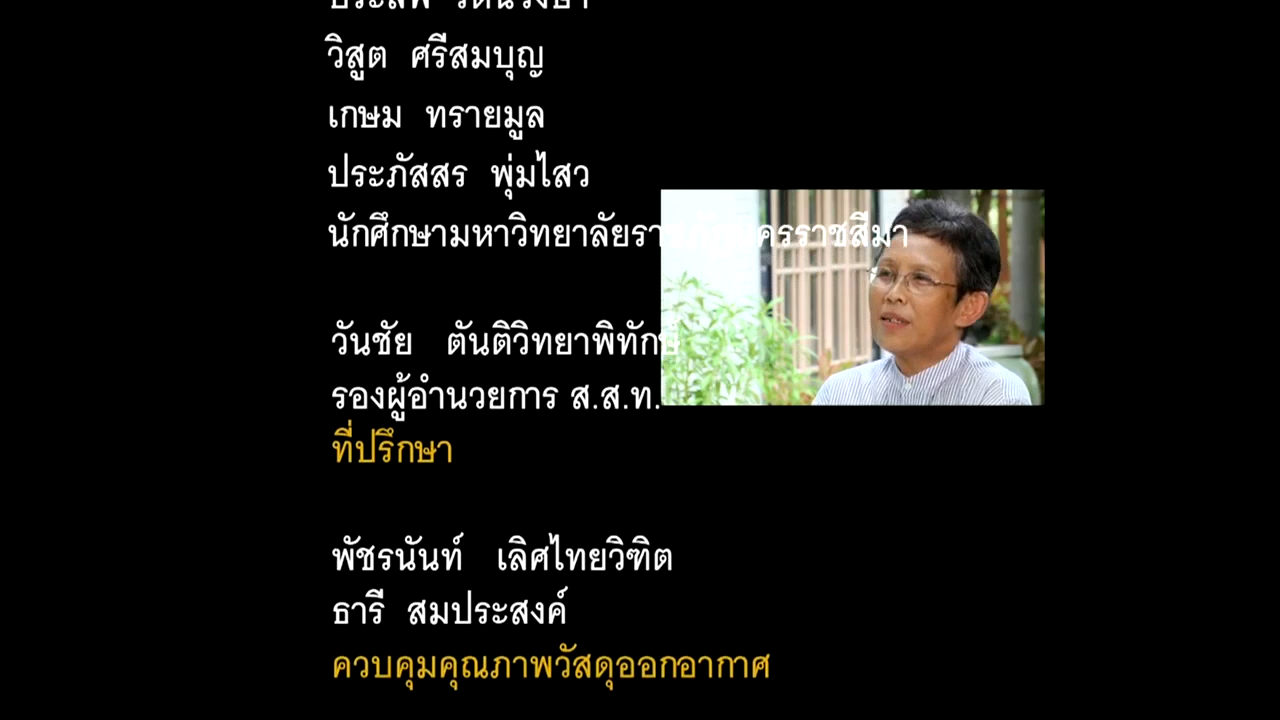 วิสูต ศรีสมบุญ
เกษม ทรายมูล
ประภัสสร พุ่มไสว
นักศึกษามหาวิทยาลัยราชภัฏนครราชสีมา
วันชัย ตันติวิทยาพิทักษ์
รองผู้อำนวยการ ส.ส.ท.
ที่ปรึกษา
พัชรนันท์ เลิศไทยวิฑิต
ธารี สมประสงค์
ควบคุมคุณภาพวัสดุออกอากาศ